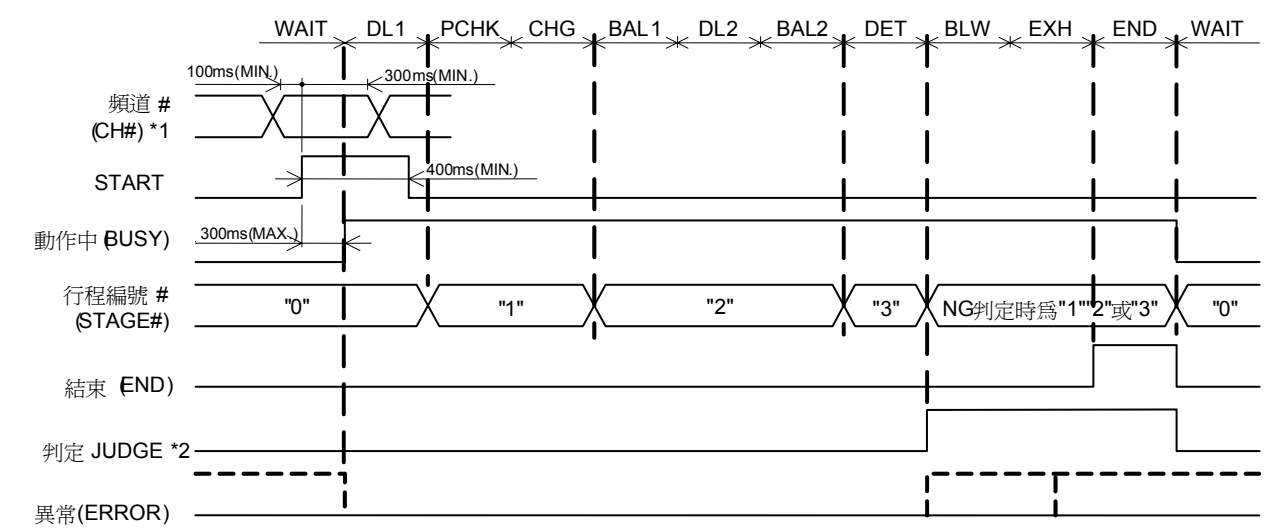 WAIT DL1 PCHK CHG BAL1 DL2 BAL2 DET BLW EXH END WAIT
100ms(MIN.) 300ms(MIN.)
頻道 #
(CH#) *1
400ms(MIN.)
START
300ms(MAX.)
動作中(BUSY)
行程編號 #
(STAGE#)
"0" "1" "2" "3" NG判定時爲"1""2"或"3" "0"
結束 (END)
判定 JUDGE *2
異常(ERROR)